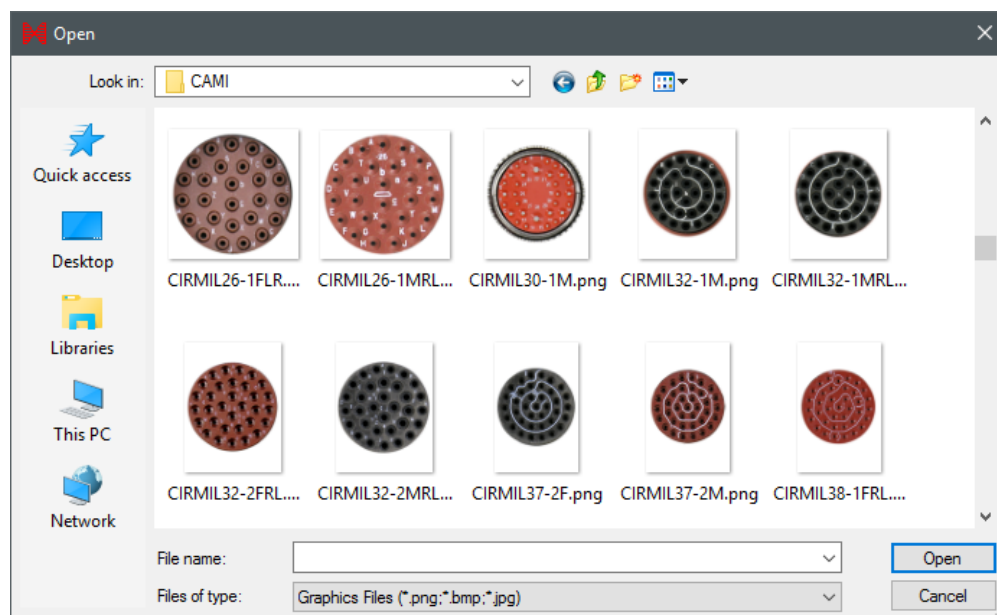 Open
Look in: CAMI
Quick access
Desktop
Libraries
This PC
Network
CIRMIL26-1FLR.... CIRMIL26-1MRL... CIRMIL30-1M.png CIRMIL32-1M.png CIRMIL32-1MRL...
CIRMIL32-2FRL.... CIRMIL32-2MRL... CIRMIL37-2F.png CIRMIL37-2M.png CIRMIL38-1FRL....
File name:
Open
Files of type: Graphics Files (*.png;*.bmp;*.jpg)
Cancel